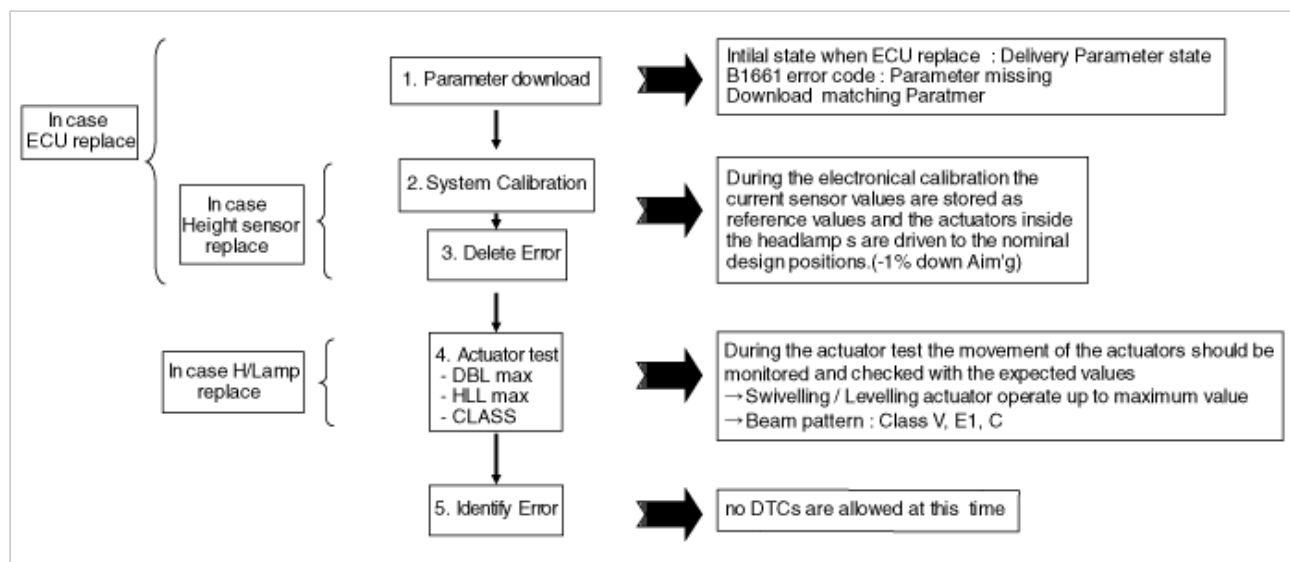 In case
ECU replace
1. Parameter download
Intilal state when ECU replace : Delivery Parameter state
B1661 error code : Parameter missing
Download matching Paratmer
In case
Height sensor
replace
2. System Calibration
3. Delete Error
During the electronical calibration the
current sensor values are stored as
reference values and the actuators inside
the headlamp s are driven to the nominal
design positions.(-1% down Aim'g)
In case H/Lamp
replace
4. Actuator test
- DBL max
- HLL max
- CLASS
During the actuator test the movement of the actuators should be
monitored and checked with the expected values
→Swivelling / Levelling actuator operate up to maximum value
→Beam pattern : Class V, E1, C
5. Identify Error
no DTCs are allowed at this time